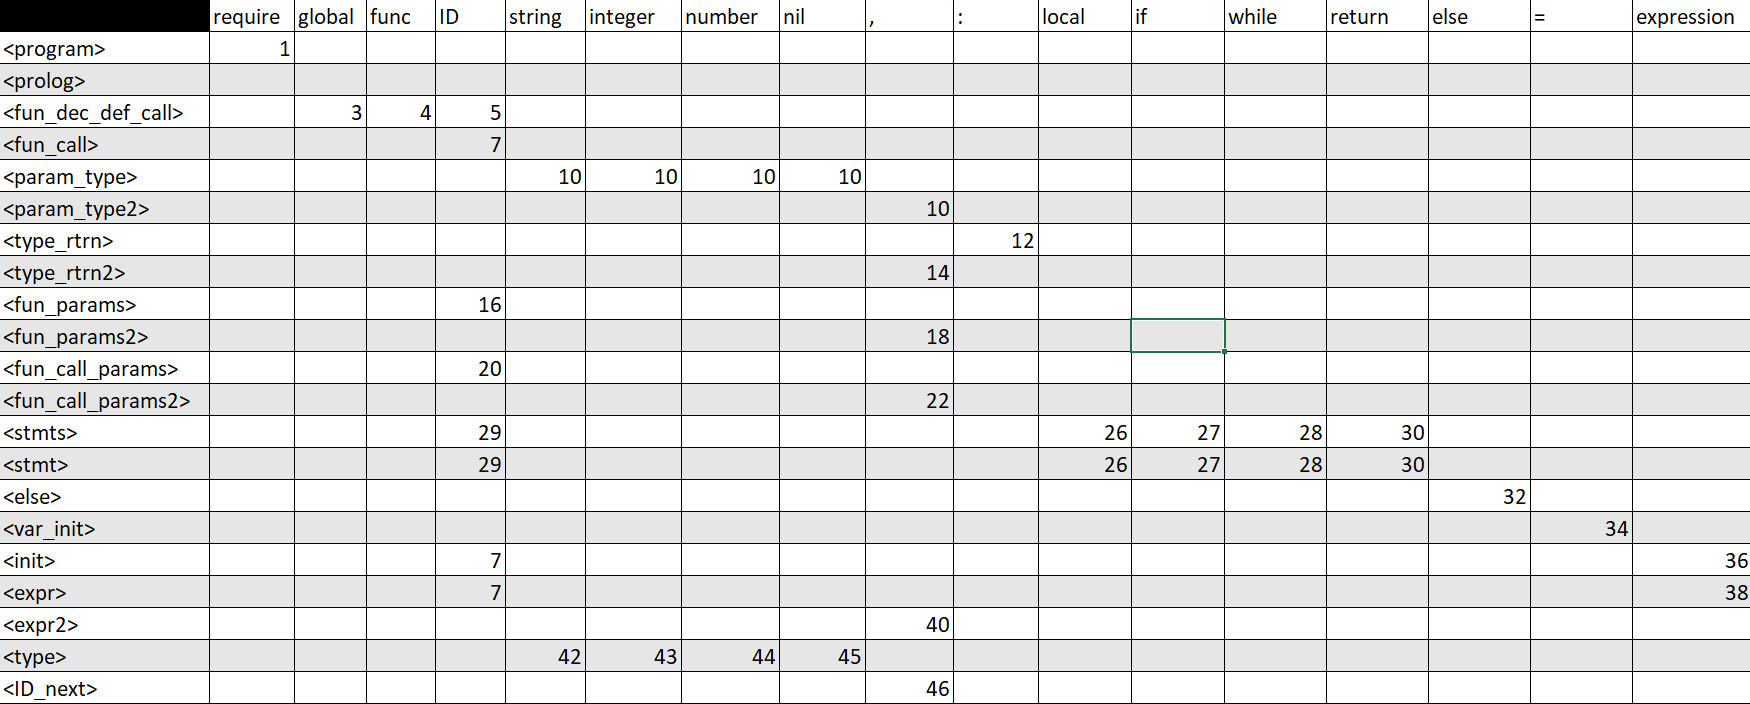 require global func ID string integer number nil , : local if while return else = expression
<program> 1
<prolog>
<fun_dec_def_call> 3 4 5
<fun_call> 7
<param_type> 10 10 10 10
<param_type2> 10
<type_rtrn> 12
<type_rtrn2> 14
<fun_params> 16
<fun_params2> 18
<fun_call_params> 20
<fun_call_params2> 22
<stmts> 29 26 27 28 30
<stmt> 29 26 27 28 30
<else> 32
<var_init> 34
<init> 7 36
<expr> 7 38
<expr2> 40
<type> 42 43 44 45
<ID_next> 46